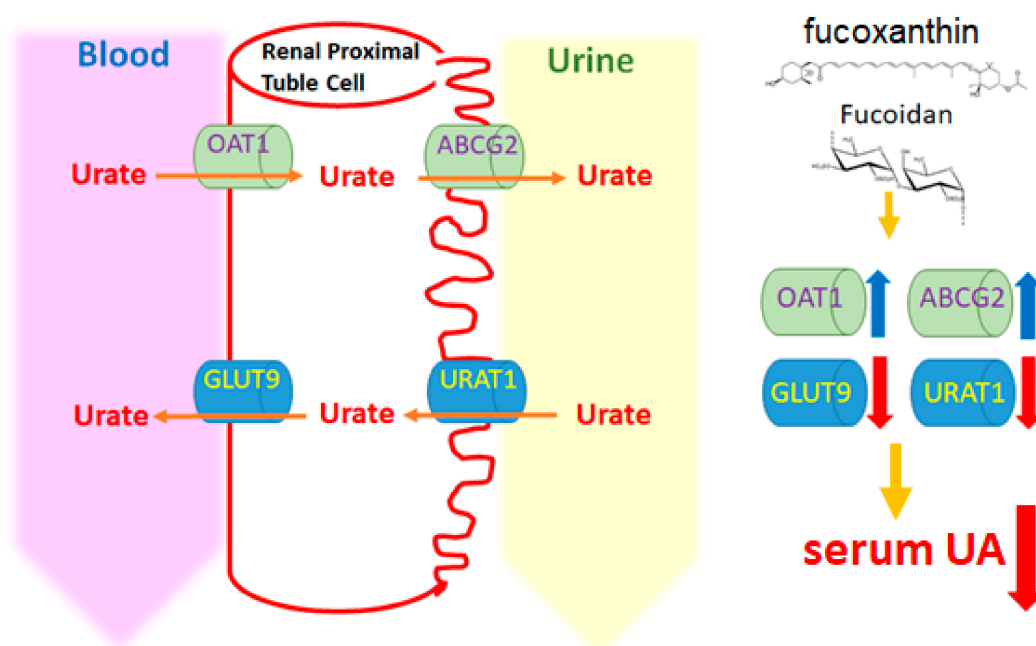 Blood
Renal Proximal
Tuble Cell
Urine
OAT1
ABCG2
Urate
Urate
Urate
GLUT9
URAT1
Urate
Urate
Urate
fucoxanthin
Fucoidan
OAT1
ABCG2
GLUT9
URAT1
serum UA